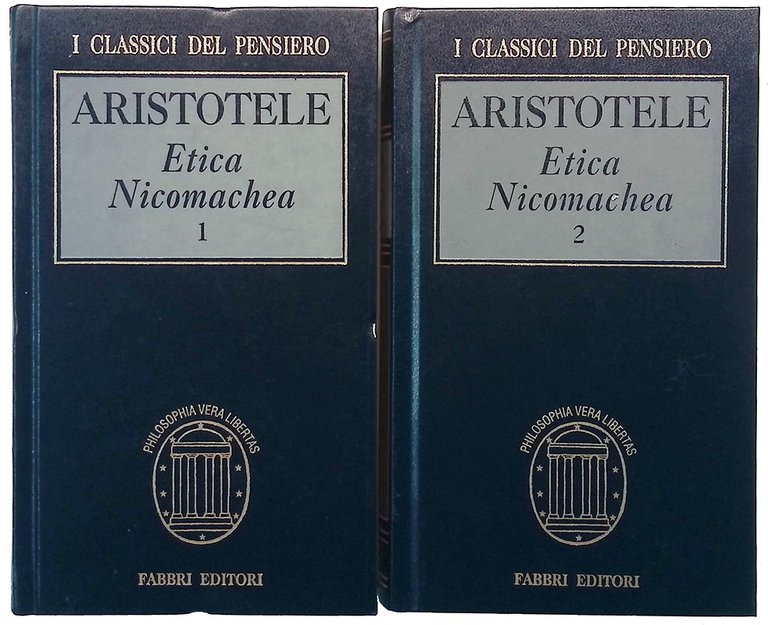 I CLASSICI DEL PENSIERO
ARISTOTELE
Etica
Nicomachea
1
PHILOSOPHIA VERA LIBERTAS
FABBRI EDITORI
I CLASSICI DEL PENSIERO
ARISTOTELE
Etica
Nicomachea
2
PHILOSOPHIA VERA LIBERTAS
FABBRI EDITORI